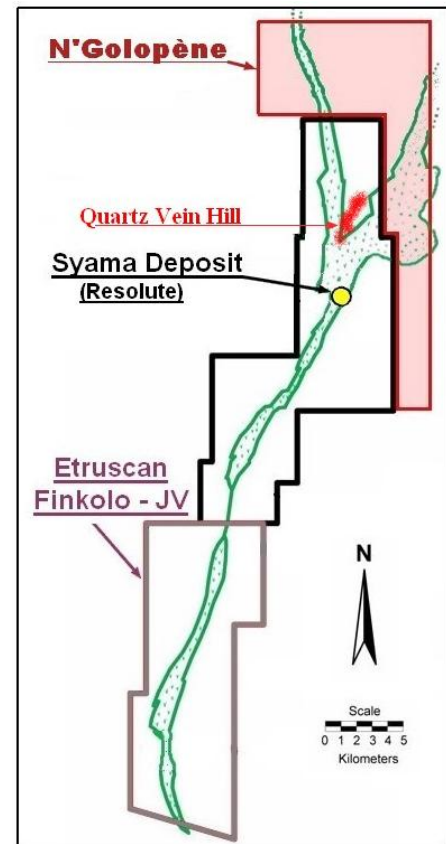 N'Golopène
Quartz Vein Hill
Syama Deposit
(Resolute)
Etruscan
Finkolo - JV
N
Scale
0 1 2 3 4 5
Kilometers